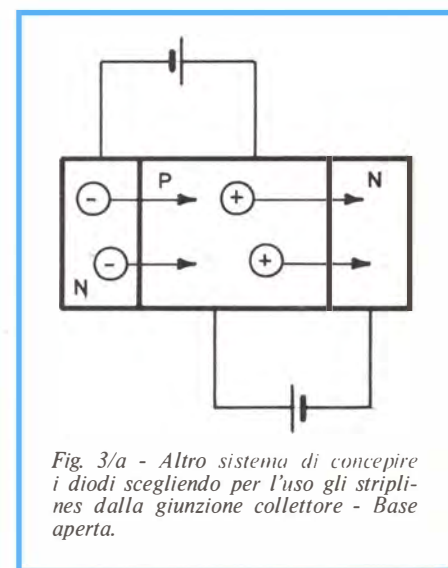 P
N
- +
- +
N
Fig. 3/a - Altro sistema di concepire
i diodi scegliendo per l'uso gli stripli-
nes dalla giunzione collettore - Base
aperta.